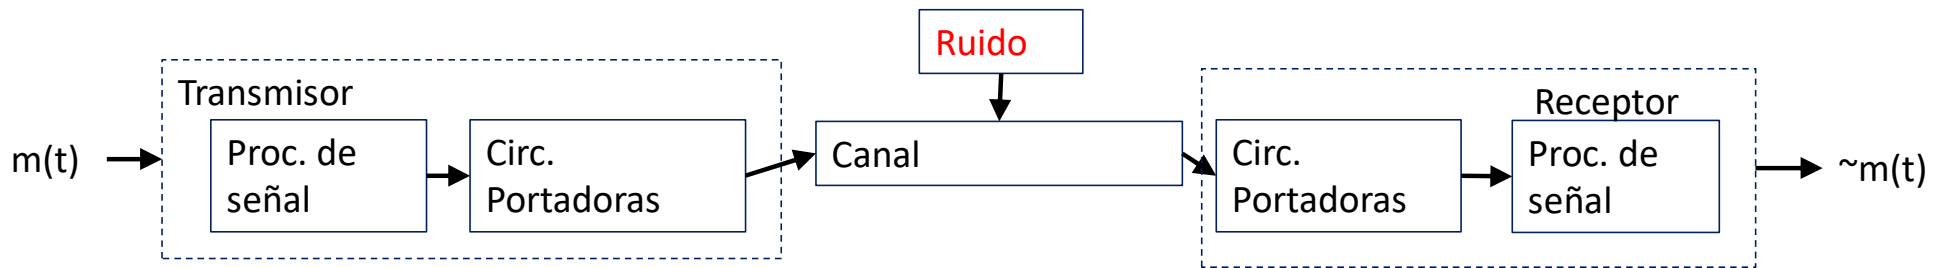 Ruido
Transmisor
Receptor
m(t)
Proc. de
señal
Circ.
Portadoras
Canal
Circ.
Portadoras
Proc. de
señal
~m(t)